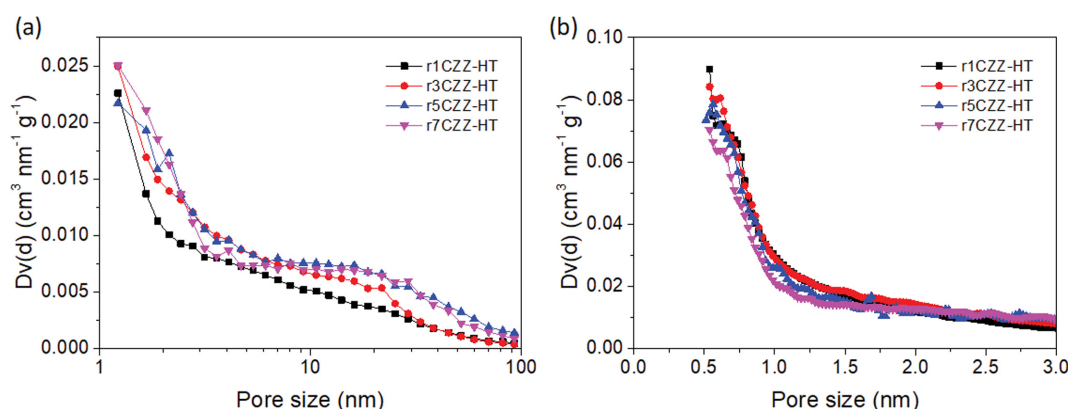 (a)
0.025
0.020
0.015
0.010
0.005
0.000
Dv(d) (cm³ nm⁻¹ g⁻¹)
r1CZZ-HT
r3CZZ-HT
r5CZZ-HT
r7CZZ-HT
1 10 100
Pore size (nm)
(b)
0.10
0.08
0.06
0.04
0.02
0.00
Dv(d) (cm³ nm⁻¹ g⁻¹)
r1CZZ-HT
r3CZZ-HT
r5CZZ-HT
r7CZZ-HT
0.0 0.5 1.0 1.5 2.0 2.5 3.0
Pore size (nm)